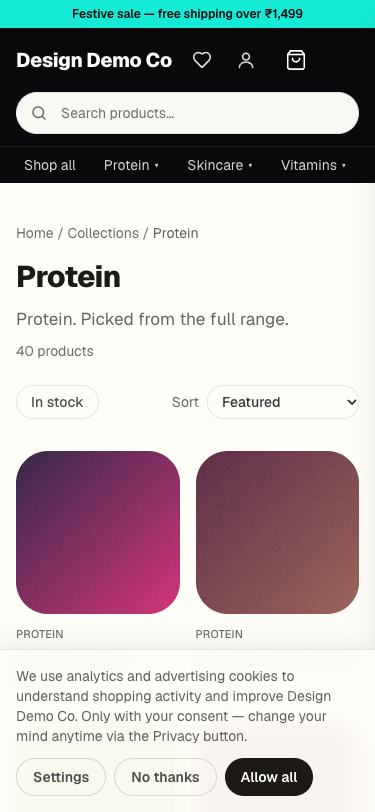 Festive sale — free shipping over ₹1,499
Design Demo Co
Search products…
Shop all
Protein ▾
Skincare ▾
Vitamins ▾
Home / Collections / Protein
Protein
Protein. Picked from the full range.
40 products
In stock
Sort
Featured
PROTEIN
PROTEIN
We use analytics and advertising cookies to
understand shopping activity and improve Design
Demo Co. Only with your consent — change your
mind anytime via the Privacy button.
Settings
No thanks
Allow all